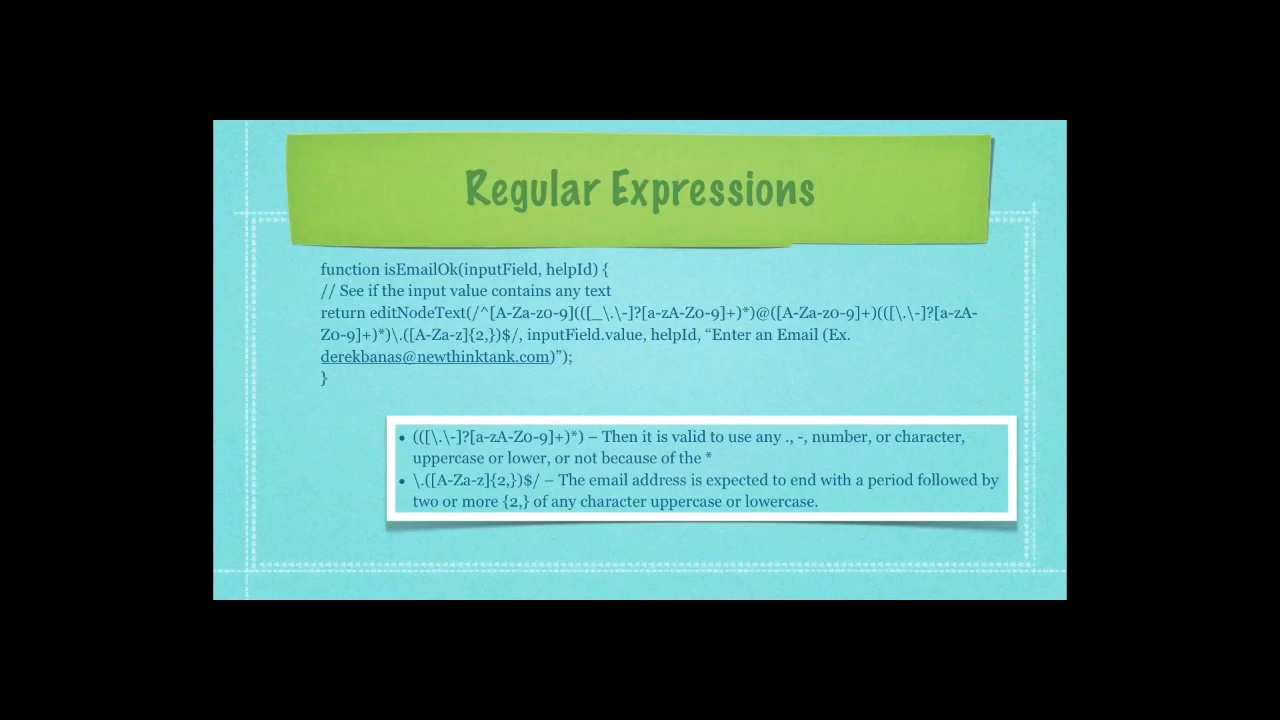 Regular Expressions
function isEmailOk(inputField, helpId) {
// See if the input value contains any text
return editNodeText(/^[A-Za-z0-9](([_\.\-]?[a-zA-Z0-9]+)*)@([A-Za-z0-9]+)(([\.\-]?[a-zA-
Z0-9]+)*)\.([A-Za-z]{2,})$/, inputField.value, helpId, “Enter an Email (Ex.
derekbanas@newthinktank.com)”);
}
• (([\.\-]?[a-zA-Z0-9]+)*) – Then it is valid to use any ., -, number, or character,
uppercase or lower, or not because of the *
• \.([A-Za-z]{2,})$/ – The email address is expected to end with a period followed by
two or more {2,} of any character uppercase or lowercase.